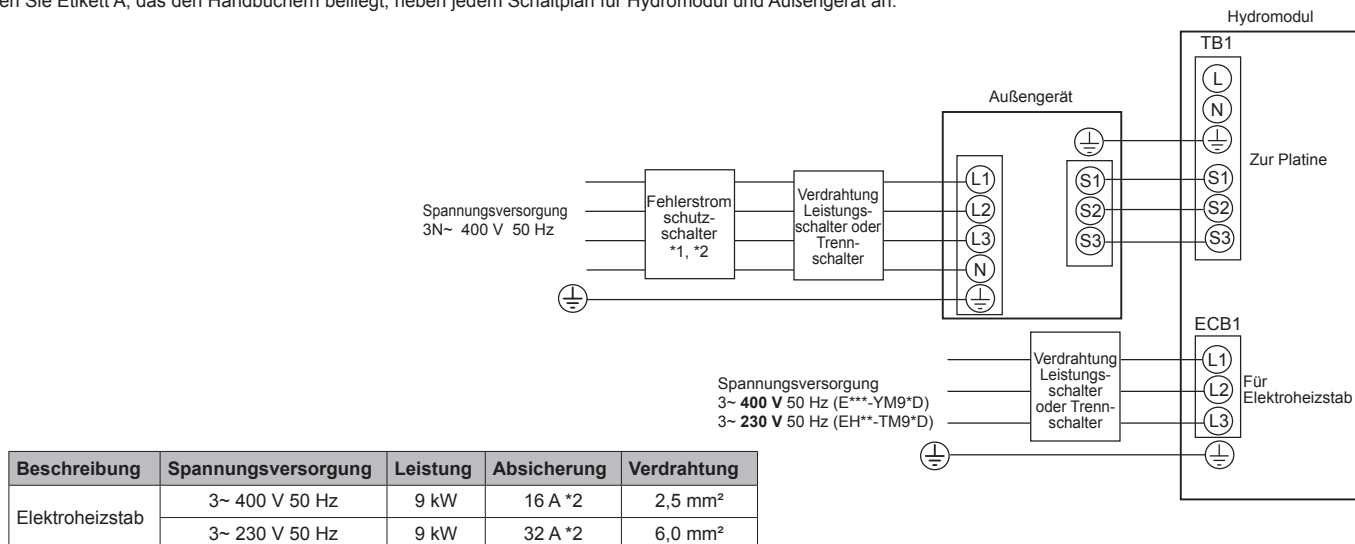 en Sie Etikett A, das den Handbüchern beiliegt, neben jedem Schaltplan für Hydromodul und Außengerät an.
Hydromodul
TB1
L
N
Zur Platine
S1
S2
S3
Außengerät
L1
L2
L3
N
S1
S2
S3
Spannungsversorgung
3N~ 400 V 50 Hz
Fehlerstrom
schutz-
schalter
*1, *2
Verdrahtung
Leistungs-
schalter oder
Trenn-
schalter
ECB1
L1
L2
L3
Für
Elektroheizstab
Verdrahtung
Leistungs-
schalter
oder Trenn-
schalter
Spannungsversorgung
3~ 400 V 50 Hz (E***-YM9*D)
3~ 230 V 50 Hz (EH**-TM9*D)
Beschreibung Spannungsversorgung Leistung Absicherung Verdrahtung
Elektroheizstab 3~ 400 V 50 Hz 9 kW 16 A *2 2,5 mm²
3~ 230 V 50 Hz 9 kW 32 A *2 6,0 mm²